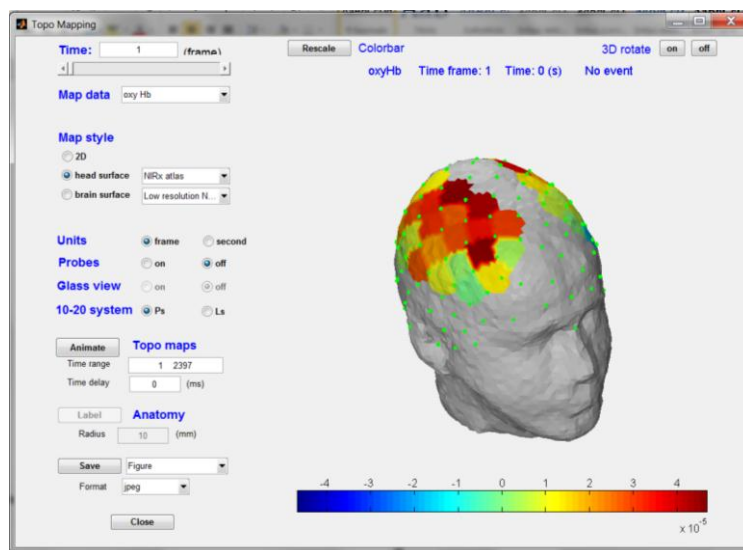 Topo Mapping
Time: 1 (frame)
Rescale Colorbar 3D rotate on off
oxyHb Time frame: 1 Time: 0 (s) No event
Map data oxy Hb
Map style
2D
head surface NIRx atlas
brain surface Low resolution N...
Units frame second
Probes on off
Glass view on off
10-20 system Ps Ls
Animate Topo maps
Time range 1 2397
Time delay 0 (ms)
Label Anatomy
Radius 10 (mm)
Save Figure
Format jpeg
Close
-4 -3 -2 -1 0 1 2 3 4
x 10-5